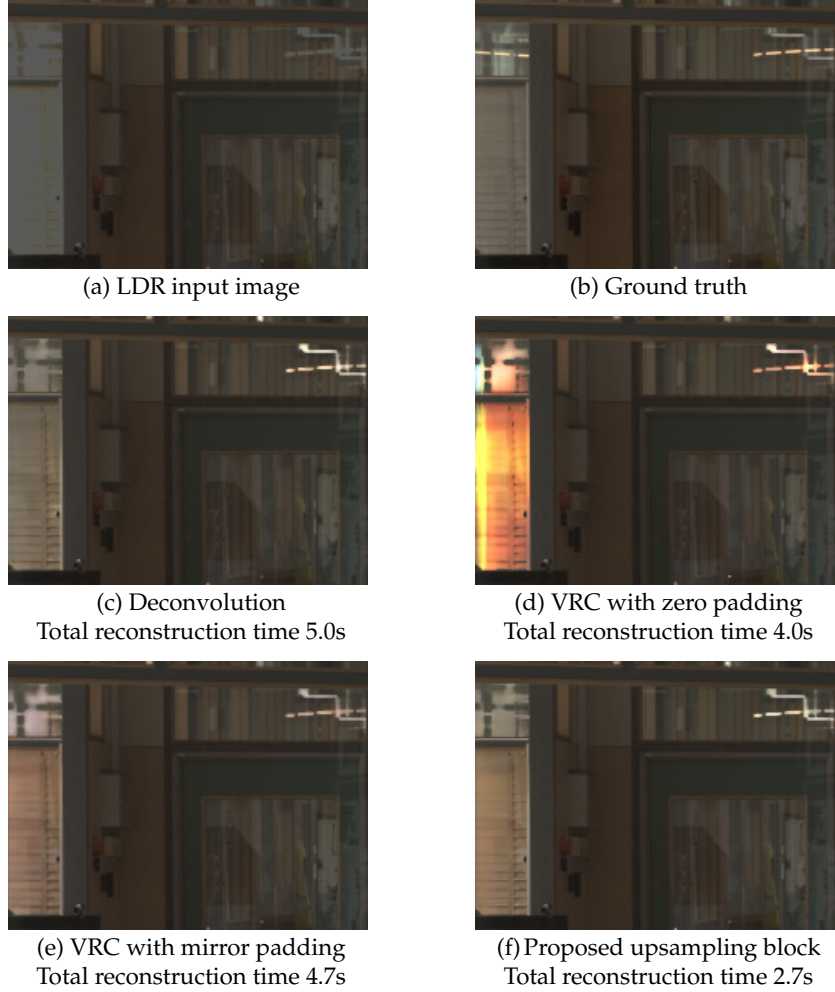 (a) LDR input image
(b) Ground truth
(c) Deconvolution
Total reconstruction time 5.0s
(d) VRC with zero padding
Total reconstruction time 4.0s
(e) VRC with mirror padding
Total reconstruction time 4.7s
(f) Proposed upsampling block
Total reconstruction time 2.7s